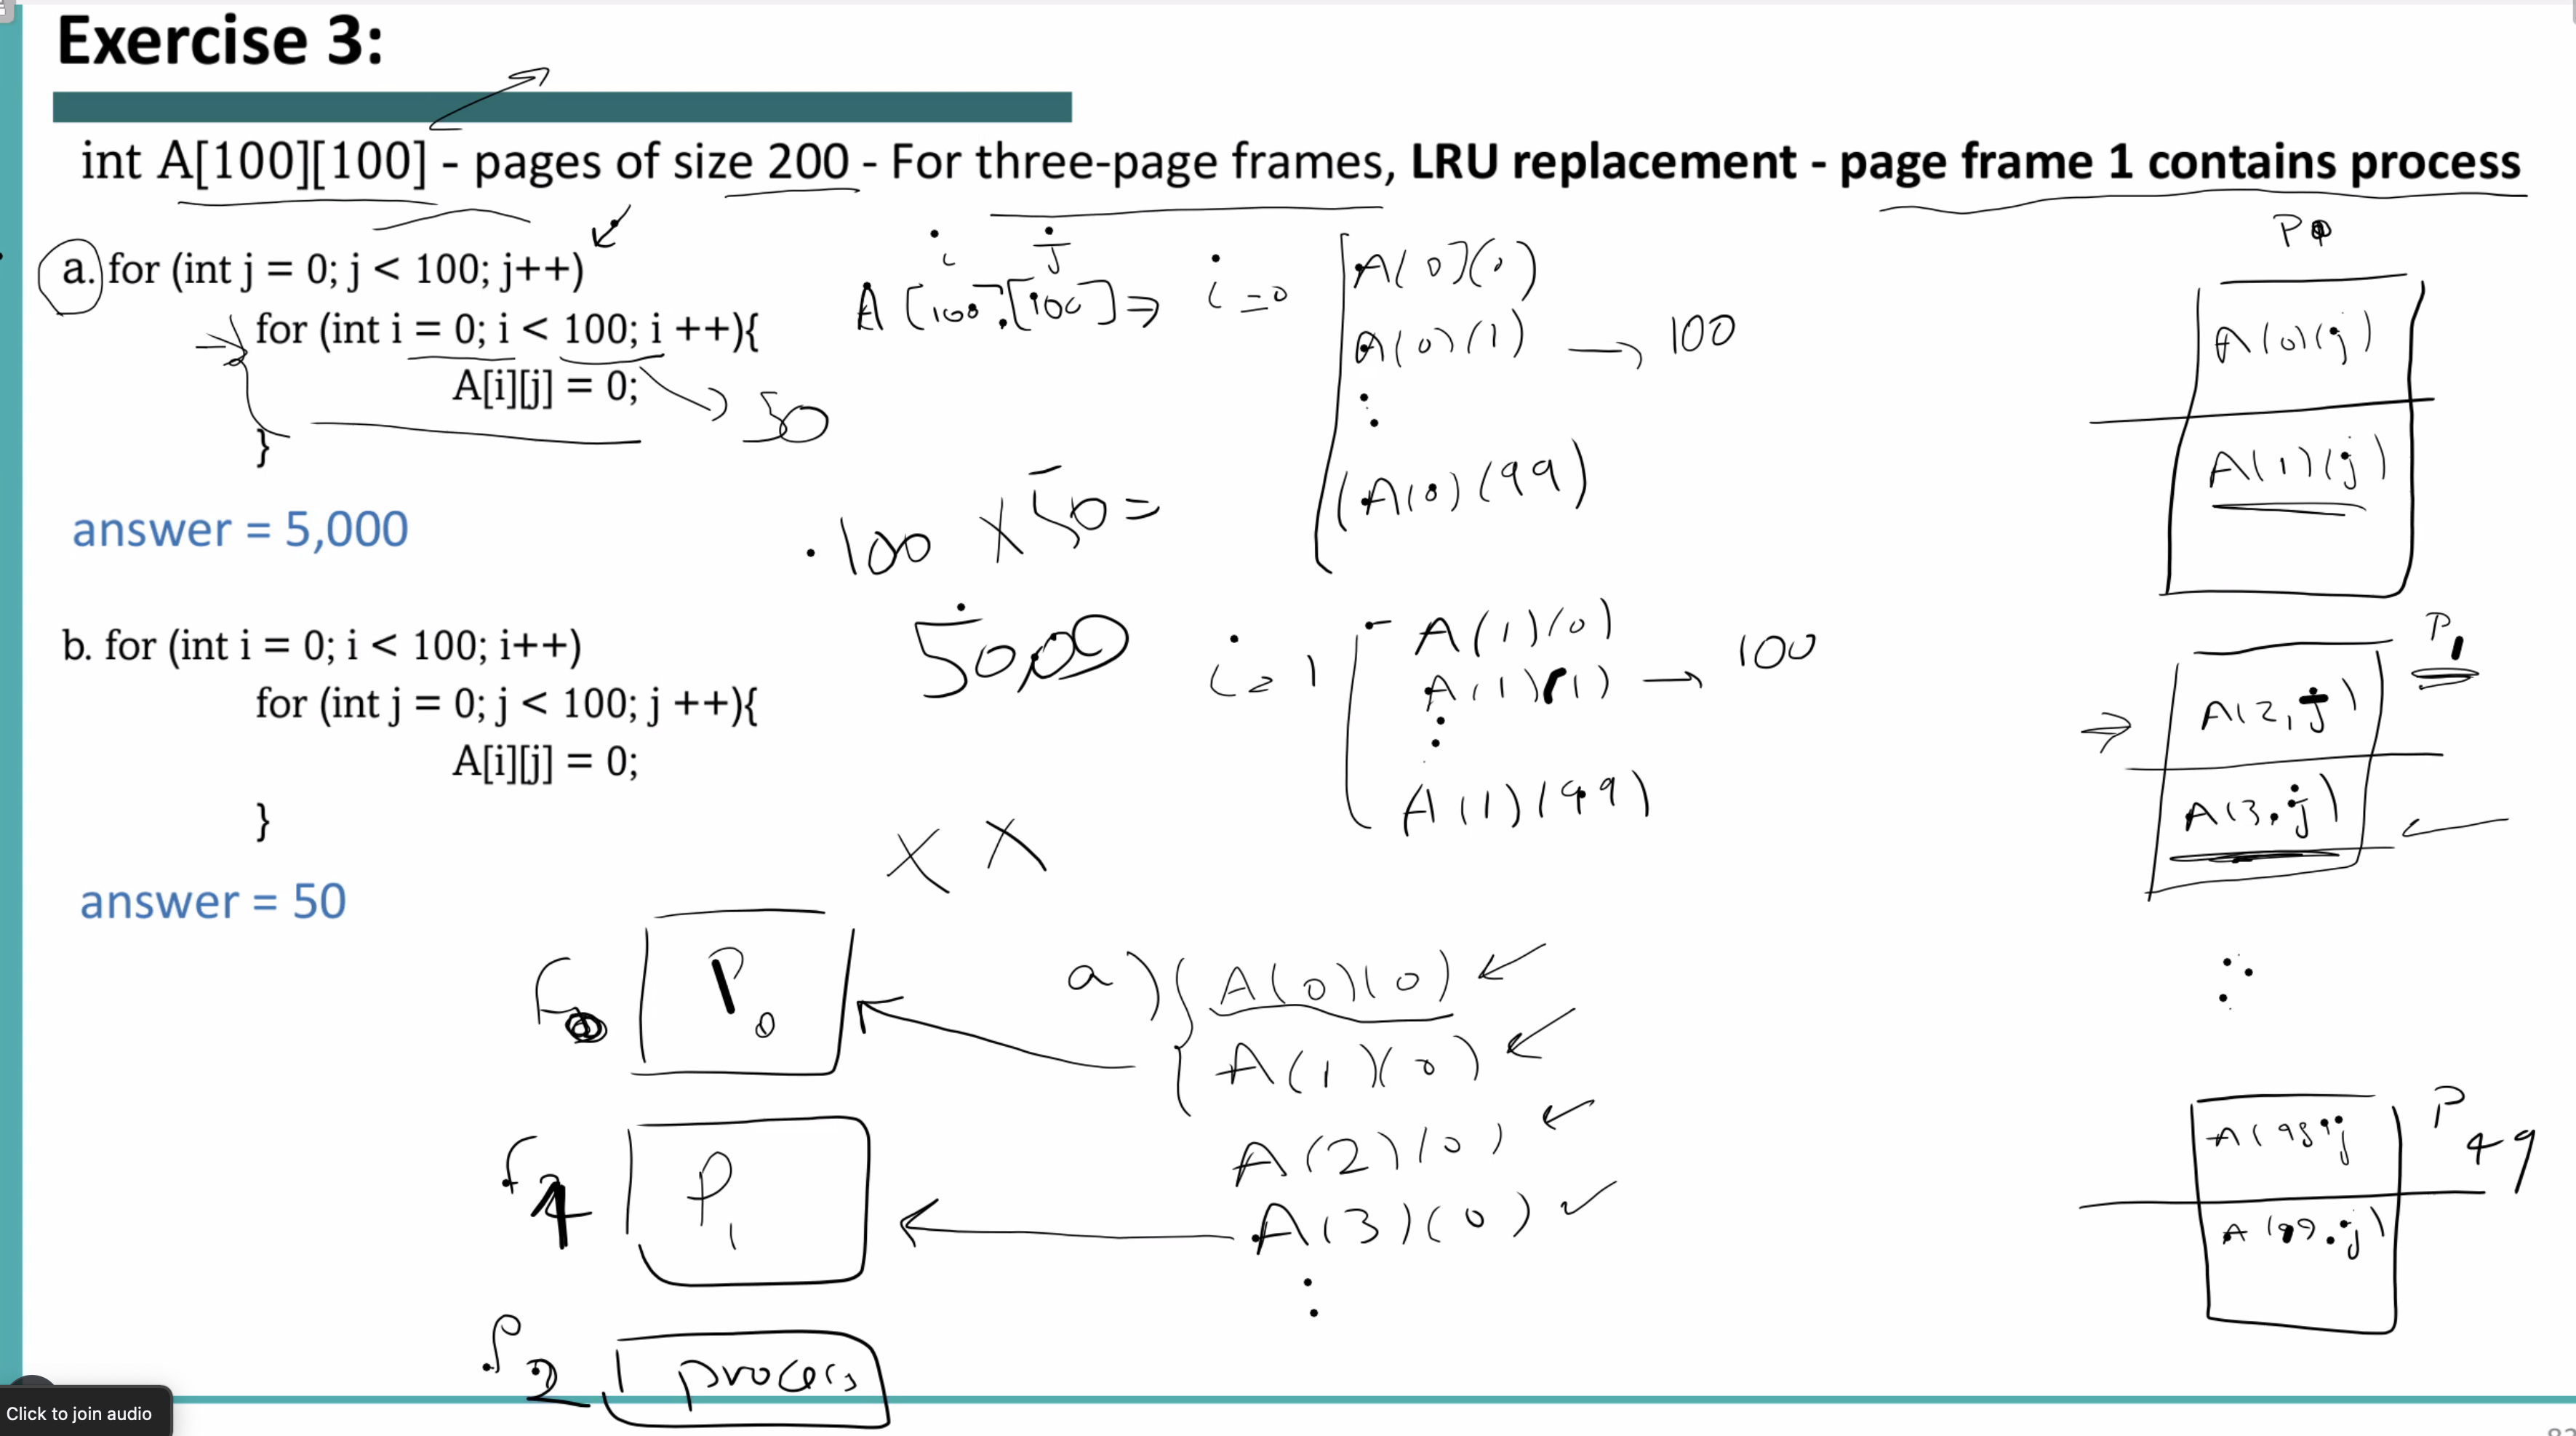 Exercise 3:
int A[100][100] - pages of size 200 - For three-page frames, LRU replacement - page frame 1 contains process
a. for (int j = 0; j < 100; j++)
for (int i = 0; i < 100; i ++){
A[i][j] = 0;
}
50
answer = 5,000
b. for (int i = 0; i < 100; i++)
for (int j = 0; j < 100; j ++){
A[i][j] = 0;
}
answer = 50
i j
A[100].[100] ⇒
100 × 50 =
5000
i = 0
A(0)(0)
A(0)(1) → 100
(A(0)(99)
i = 1
A(1)(0)
A(1)(1) → 100
A(1)(99)
X X
P0
A(0)(j)
A(1)(j)
P1
⇒ A(2,j)
A(3,j)
P49
A(98,j
A(99,j)
a) A(0)(0)
A(1)(0)
A(2)(0)
A(3)(0)
F0 P0
f1 P1
f2 process
Click to join audio